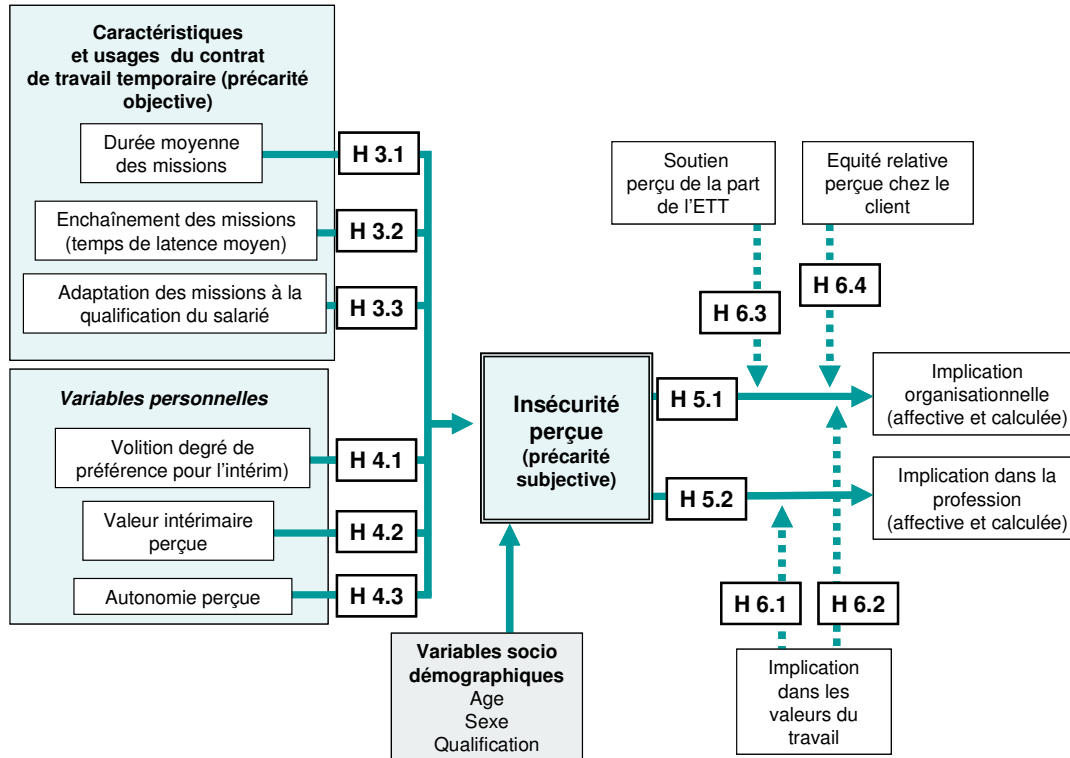 Caractéristiques
et usages du contrat
de travail temporaire (précarité
objective)
Durée moyenne
des missions
H 3.1
Enchaînement des missions
(temps de latence moyen)
H 3.2
Adaptation des missions à la
qualification du salarié
H 3.3
Variables personnelles
Volition degré de
préférence pour l'intérim)
H 4.1
Valeur intérimaire
perçue
H 4.2
Autonomie perçue
H 4.3
Insécurité
perçue
(précarité
subjective)
Variables socio
démographiques
Age
Sexe
Qualification
Soutien
perçu de la part
de l'ETT
Equité relative
perçue chez le
client
H 6.3
H 6.4
H 5.1
Implication
organisationnelle
(affective et calculée)
H 5.2
Implication dans la
profession
(affective et calculée)
H 6.1
H 6.2
Implication
dans les
valeurs du
travail